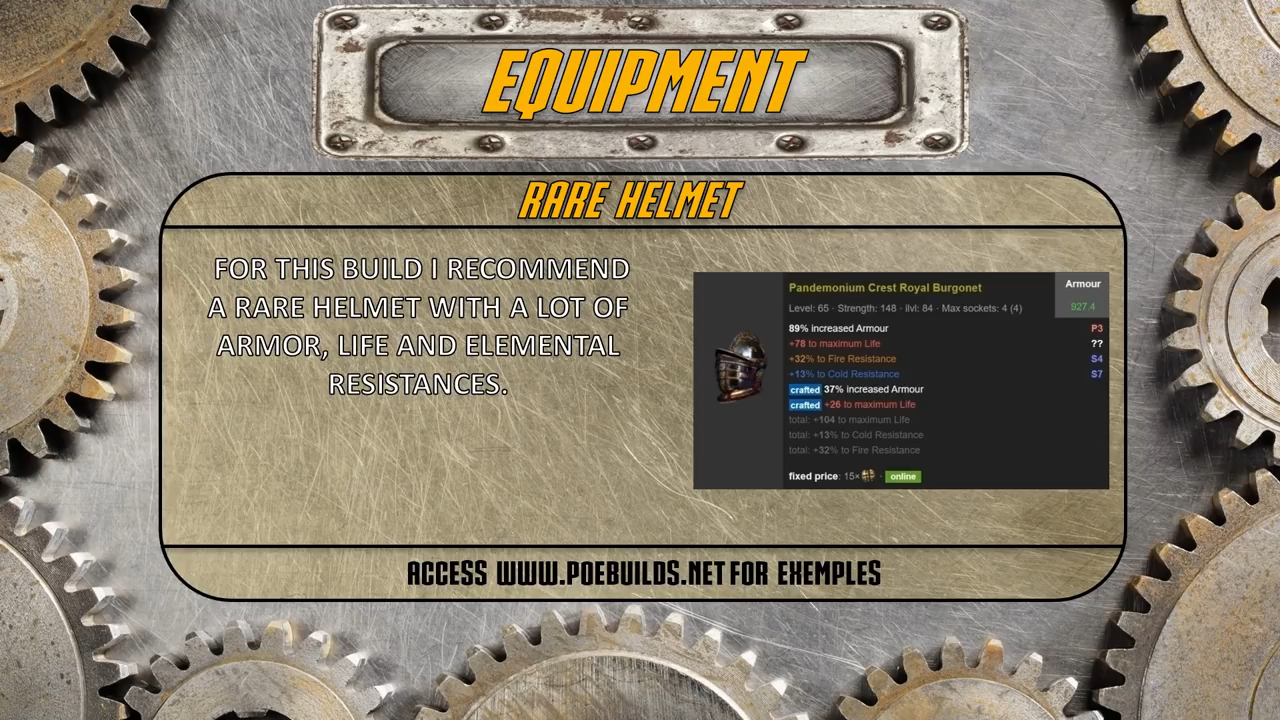 EQUIPMENT
RARE HELMET
FOR THIS BUILD I RECOMMEND
A RARE HELMET WITH A LOT OF
ARMOR, LIFE AND ELEMENTAL
RESISTANCES.
Pandemonium Crest Royal Burgonet
Armour
Level: 65 · Strength: 148 · ilvl: 84 · Max sockets: 4 (4)
927.4
89% increased Armour P3
+78 to maximum Life ??
+32% to Fire Resistance S4
+13% to Cold Resistance S7
crafted 37% increased Armour
crafted +26 to maximum Life
total: +104 to maximum Life
total: +13% to Cold Resistance
total: +32% to Fire Resistance
fixed price: 15× · online
ACCESS WWW.POEBUILDS.NET FOR EXEMPLES